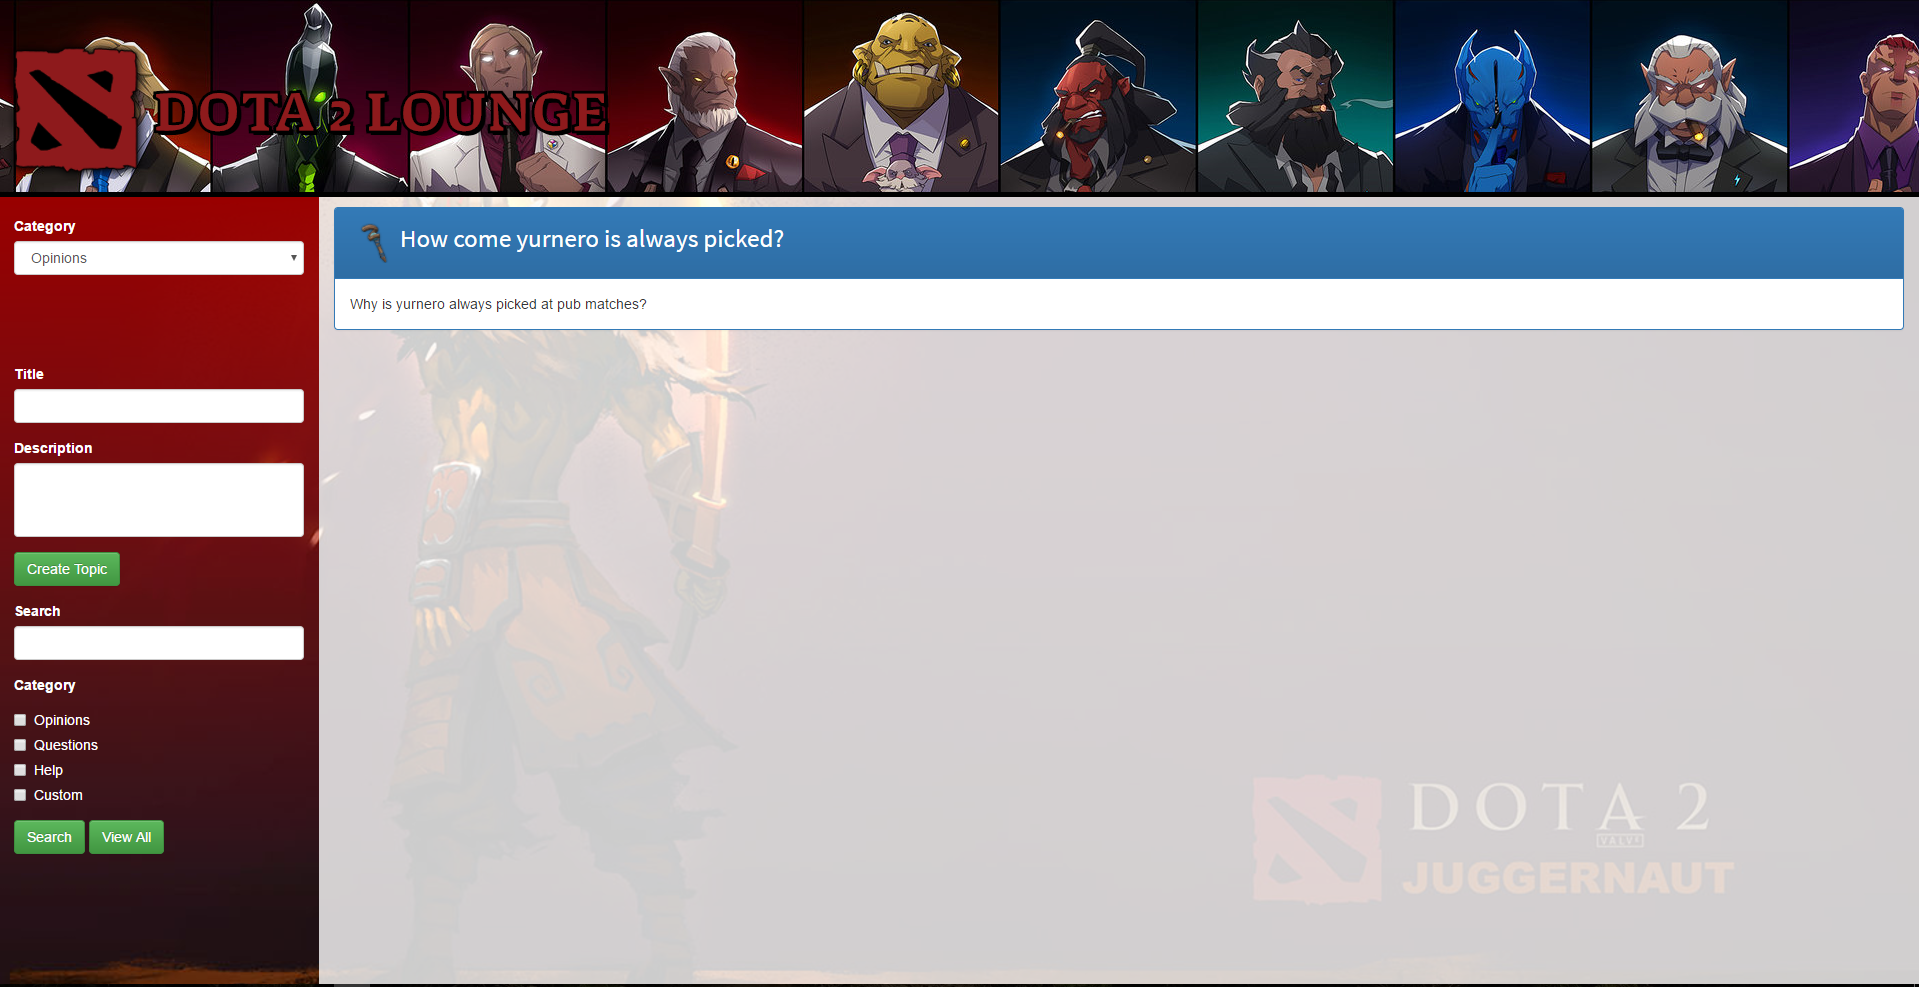 DOTA 2 LOUNGE
Category
Opinions
How come yurnero is always picked?
Why is yurnero always picked at pub matches?
Title
Description
Create Topic
Search
Category
Opinions
Questions
Help
Custom
Search View All
DOTA 2
VALVE
JUGGERNAUT